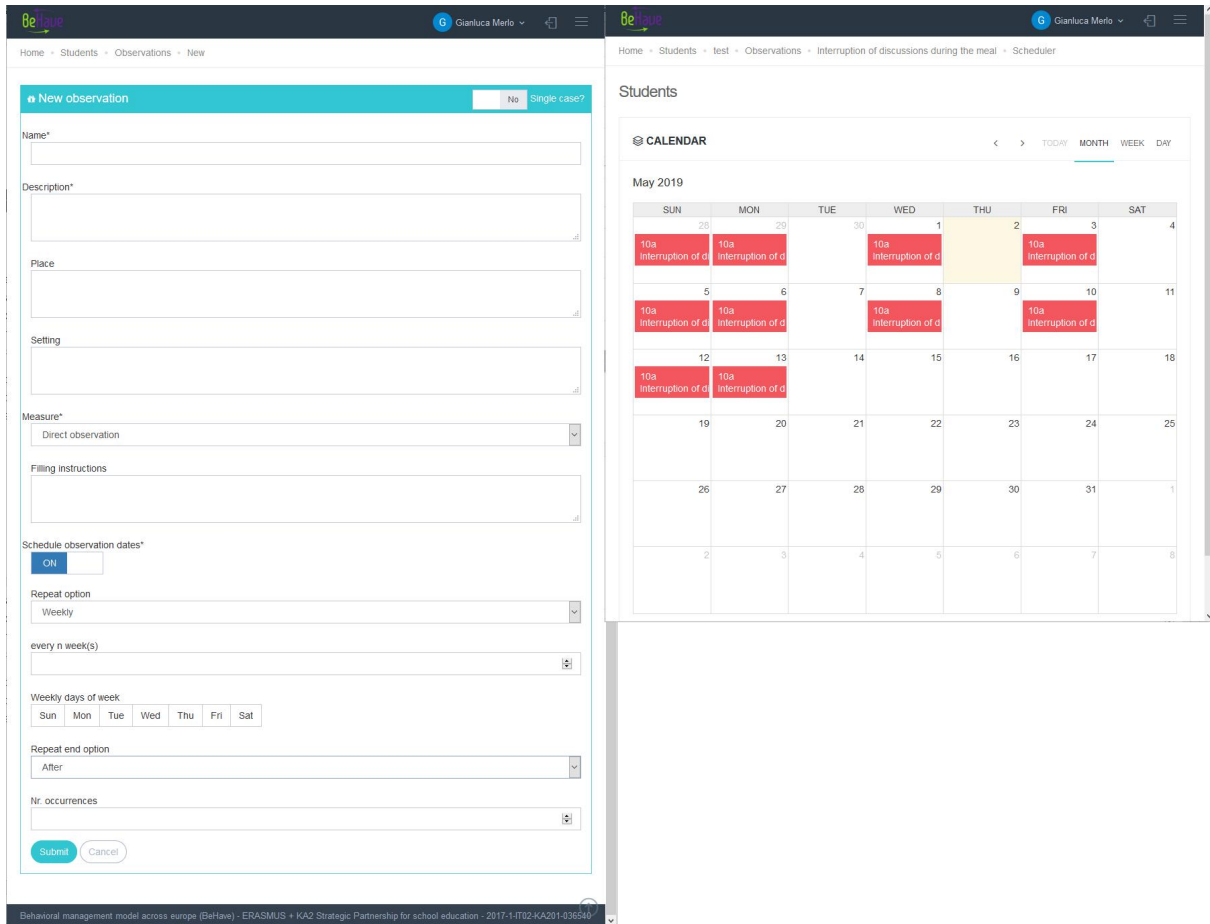 BeHave
G Gianluca Merlo
Home Students Observations New
New observation
No Single case?
Name*
Description*
Place
Setting
Measure*
Direct observation
Filling instructions
Schedule observation dates*
ON
Repeat option
Weekly
every n week(s)
Weekly days of week
Sun Mon Tue Wed Thu Fri Sat
Repeat end option
After
Nr. occurrences
Submit Cancel
Behavioral management model across europe (BeHave) - ERASMUS + KA2 Strategic Partnership for school education - 2017-1-IT02-KA201-036540
BeHave
G Gianluca Merlo
Home Students test Observations Interruption of discussions during the meal Scheduler
Students
CALENDAR
< > TODAY MONTH WEEK DAY
May 2019
SUN MON TUE WED THU FRI SAT
28 29 30 1 2 3 4
10a 10a 10a 10a
Interruption of di Interruption of d Interruption of d Interruption of d
5 6 7 8 9 10 11
10a 10a 10a 10a
Interruption of di Interruption of d Interruption of d Interruption of d
12 13 14 15 16 17 18
10a 10a
Interruption of di Interruption of d
19 20 21 22 23 24 25
26 27 28 29 30 31 1
2 3 4 5 6 7 8